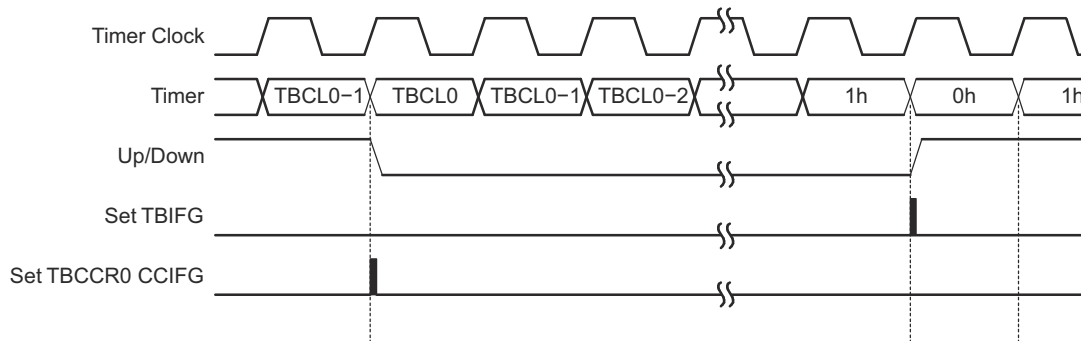 Timer Clock
Timer TBCL0−1 TBCL0 TBCL0−1 TBCL0−2 1h 0h 1h
Up/Down
Set TBIFG
Set TBCCR0 CCIFG